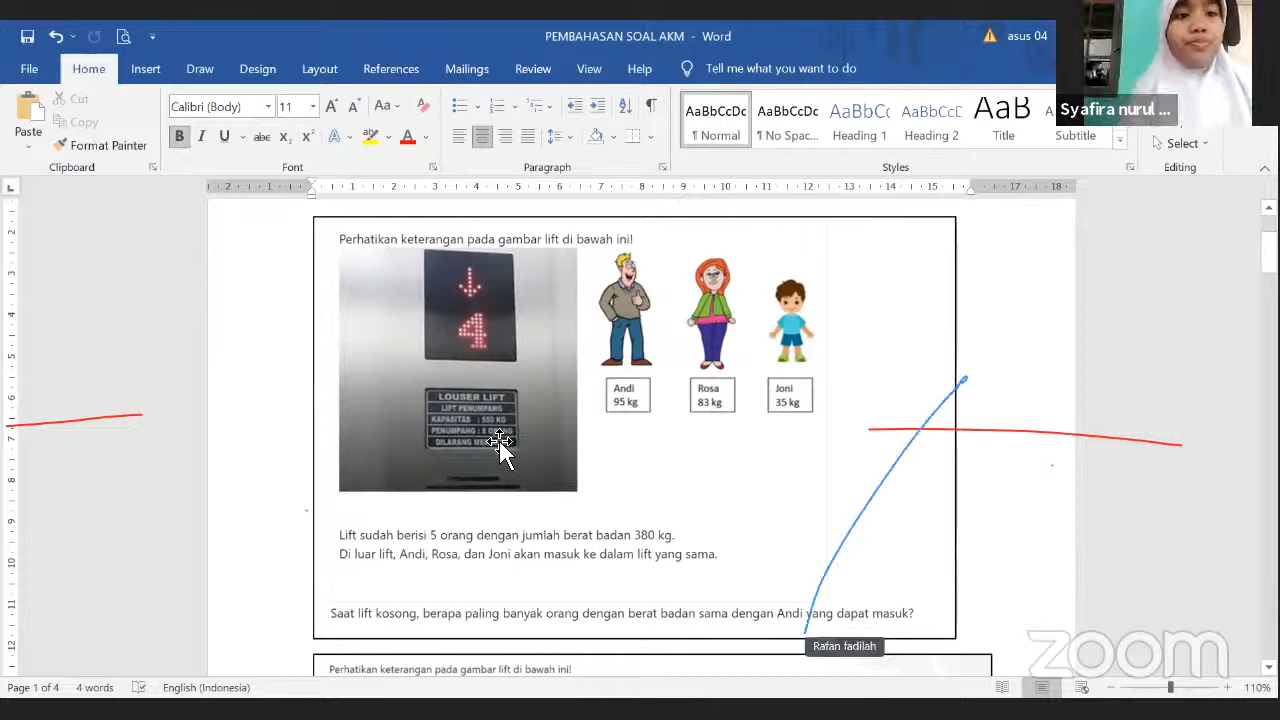 PEMBAHASAN SOAL AKM - Word
asus 04
File Home Insert Draw Design Layout References Mailings Review View Help Tell me what you want to do
Paste
Cut
Copy
Format Painter
Clipboard
Calibri (Body) 11
Font
Paragraph
AaBbCcDc
¶ Normal
AaBbCcDc
¶ No Spac...
AaBbCc
Heading 1
AaBbCcD
Heading 2
AaB
Title
Subtitle
Styles
Select
Editing
Syafira nurul ...
Perhatikan keterangan pada gambar lift di bawah ini!
4
LOUSER LIFT
LIFT PENUMPANG
KAPASITAS : 550 KG
PENUMPANG : 8
DILARANG
Andi
95 kg
Rosa
83 kg
Joni
35 kg
Lift sudah berisi 5 orang dengan jumlah berat badan 380 kg.
Di luar lift, Andi, Rosa, dan Joni akan masuk ke dalam lift yang sama.
Saat lift kosong, berapa paling banyak orang dengan berat badan sama dengan Andi yang dapat masuk?
Rafan fadilah
Perhatikan keterangan pada gambar lift di bawah ini!
zoom
Page 1 of 4 4 words English (Indonesia) 110%